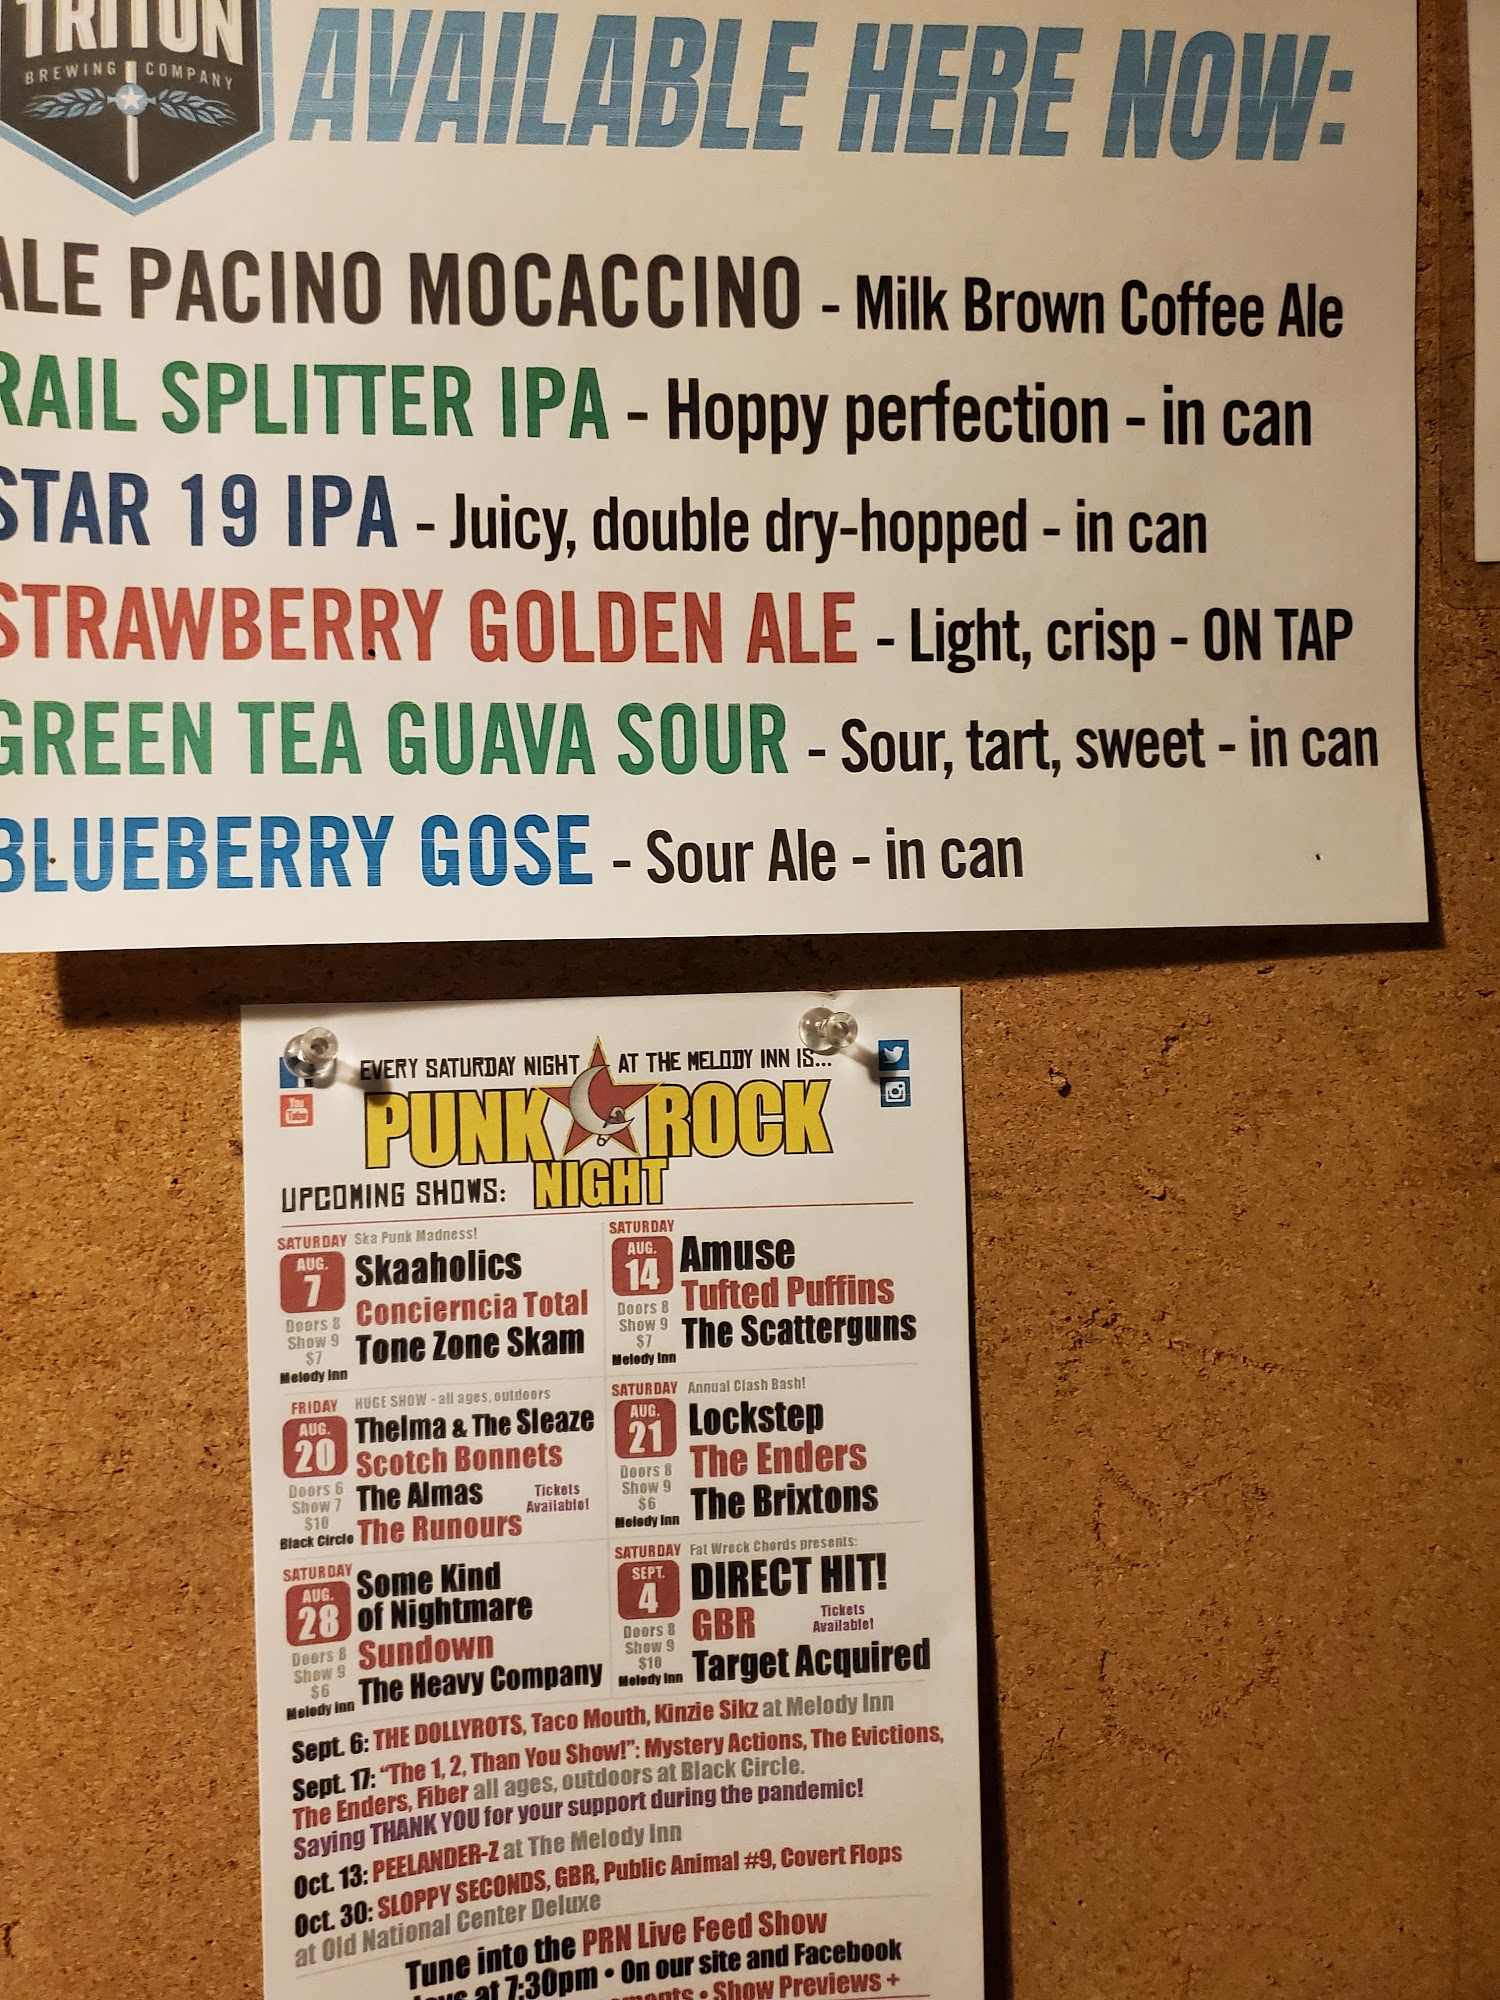 TRITON
BREWING COMPANY
AVAILABLE HERE NOW:
ALE PACINO MOCACCINO - Milk Brown Coffee Ale
RAIL SPLITTER IPA - Hoppy perfection - in can
STAR 19 IPA - Juicy, double dry-hopped - in can
STRAWBERRY GOLDEN ALE - Light, crisp - ON TAP
GREEN TEA GUAVA SOUR - Sour, tart, sweet - in can
BLUEBERRY GOSE - Sour Ale - in can
EVERY SATURDAY NIGHT AT THE MELODY INN IS...
You
Tube
PUNK ROCK
NIGHT
UPCOMING SHOWS:
SATURDAY Ska Punk Madness!
AUG.
7
Doors 8
Show 9
$7
Melody Inn
Skaaholics
Concierncia Total
Tone Zone Skam
SATURDAY
AUG.
14
Doors 8
Show 9
$7
Melody Inn
Amuse
Tufted Puffins
The Scatterguns
FRIDAY HUGE SHOW - all ages, outdoors
AUG.
20
Doors 6
Show 7
$10
Black Circle
Thelma & The Sleaze
Scotch Bonnets
The Almas
The Runours
Tickets
Available!
SATURDAY Annual Clash Bash!
AUG.
21
Doors 8
Show 9
$6
Melody Inn
Lockstep
The Enders
The Brixtons
SATURDAY
AUG.
28
Doors 8
Show 9
$6
Melody Inn
Some Kind
of Nightmare
Sundown
The Heavy Company
SATURDAY Fat Wreck Chords presents:
SEPT.
4
Doors 8
Show 9
$10
Melody Inn
DIRECT HIT!
GBR
Target Acquired
Tickets
Available!
Sept. 6: THE DOLLYROTS, Taco Mouth, Kinzie Sikz at Melody Inn
Sept. 17: "The 1, 2, Than You Show!": Mystery Actions, The Evictions,
The Enders, Fiber all ages, outdoors at Black Circle.
Saying THANK YOU for your support during the pandemic!
Oct. 13: PEELANDER-Z at The Melody Inn
Oct. 30: SLOPPY SECONDS, GBR, Public Animal #9, Covert Flops
at Old National Center Deluxe
Tune into the PRN Live Feed Show
at 7:30pm • On our site and Facebook
• Show Previews +